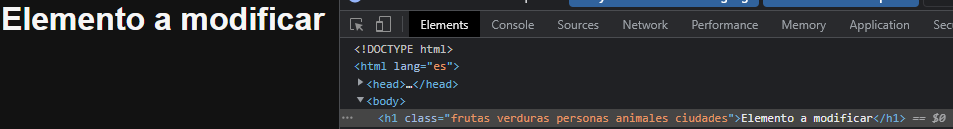 Elemento a modificar
Elements Console Sources Network Performance Memory Application
<!DOCTYPE html>
<html lang="es">
<head>…</head>
<body>
<h1 class="frutas verduras personas animales ciudades">Elemento a modificar</h1> == $0